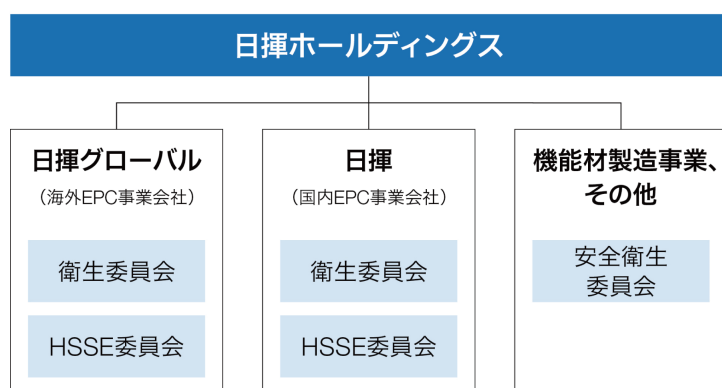 日揮ホールディングス
日揮グローバル
（海外EPC事業会社）
衛生委員会
HSSE委員会
日揮
（国内EPC事業会社）
衛生委員会
HSSE委員会
機能材製造事業、
その他
安全衛生
委員会